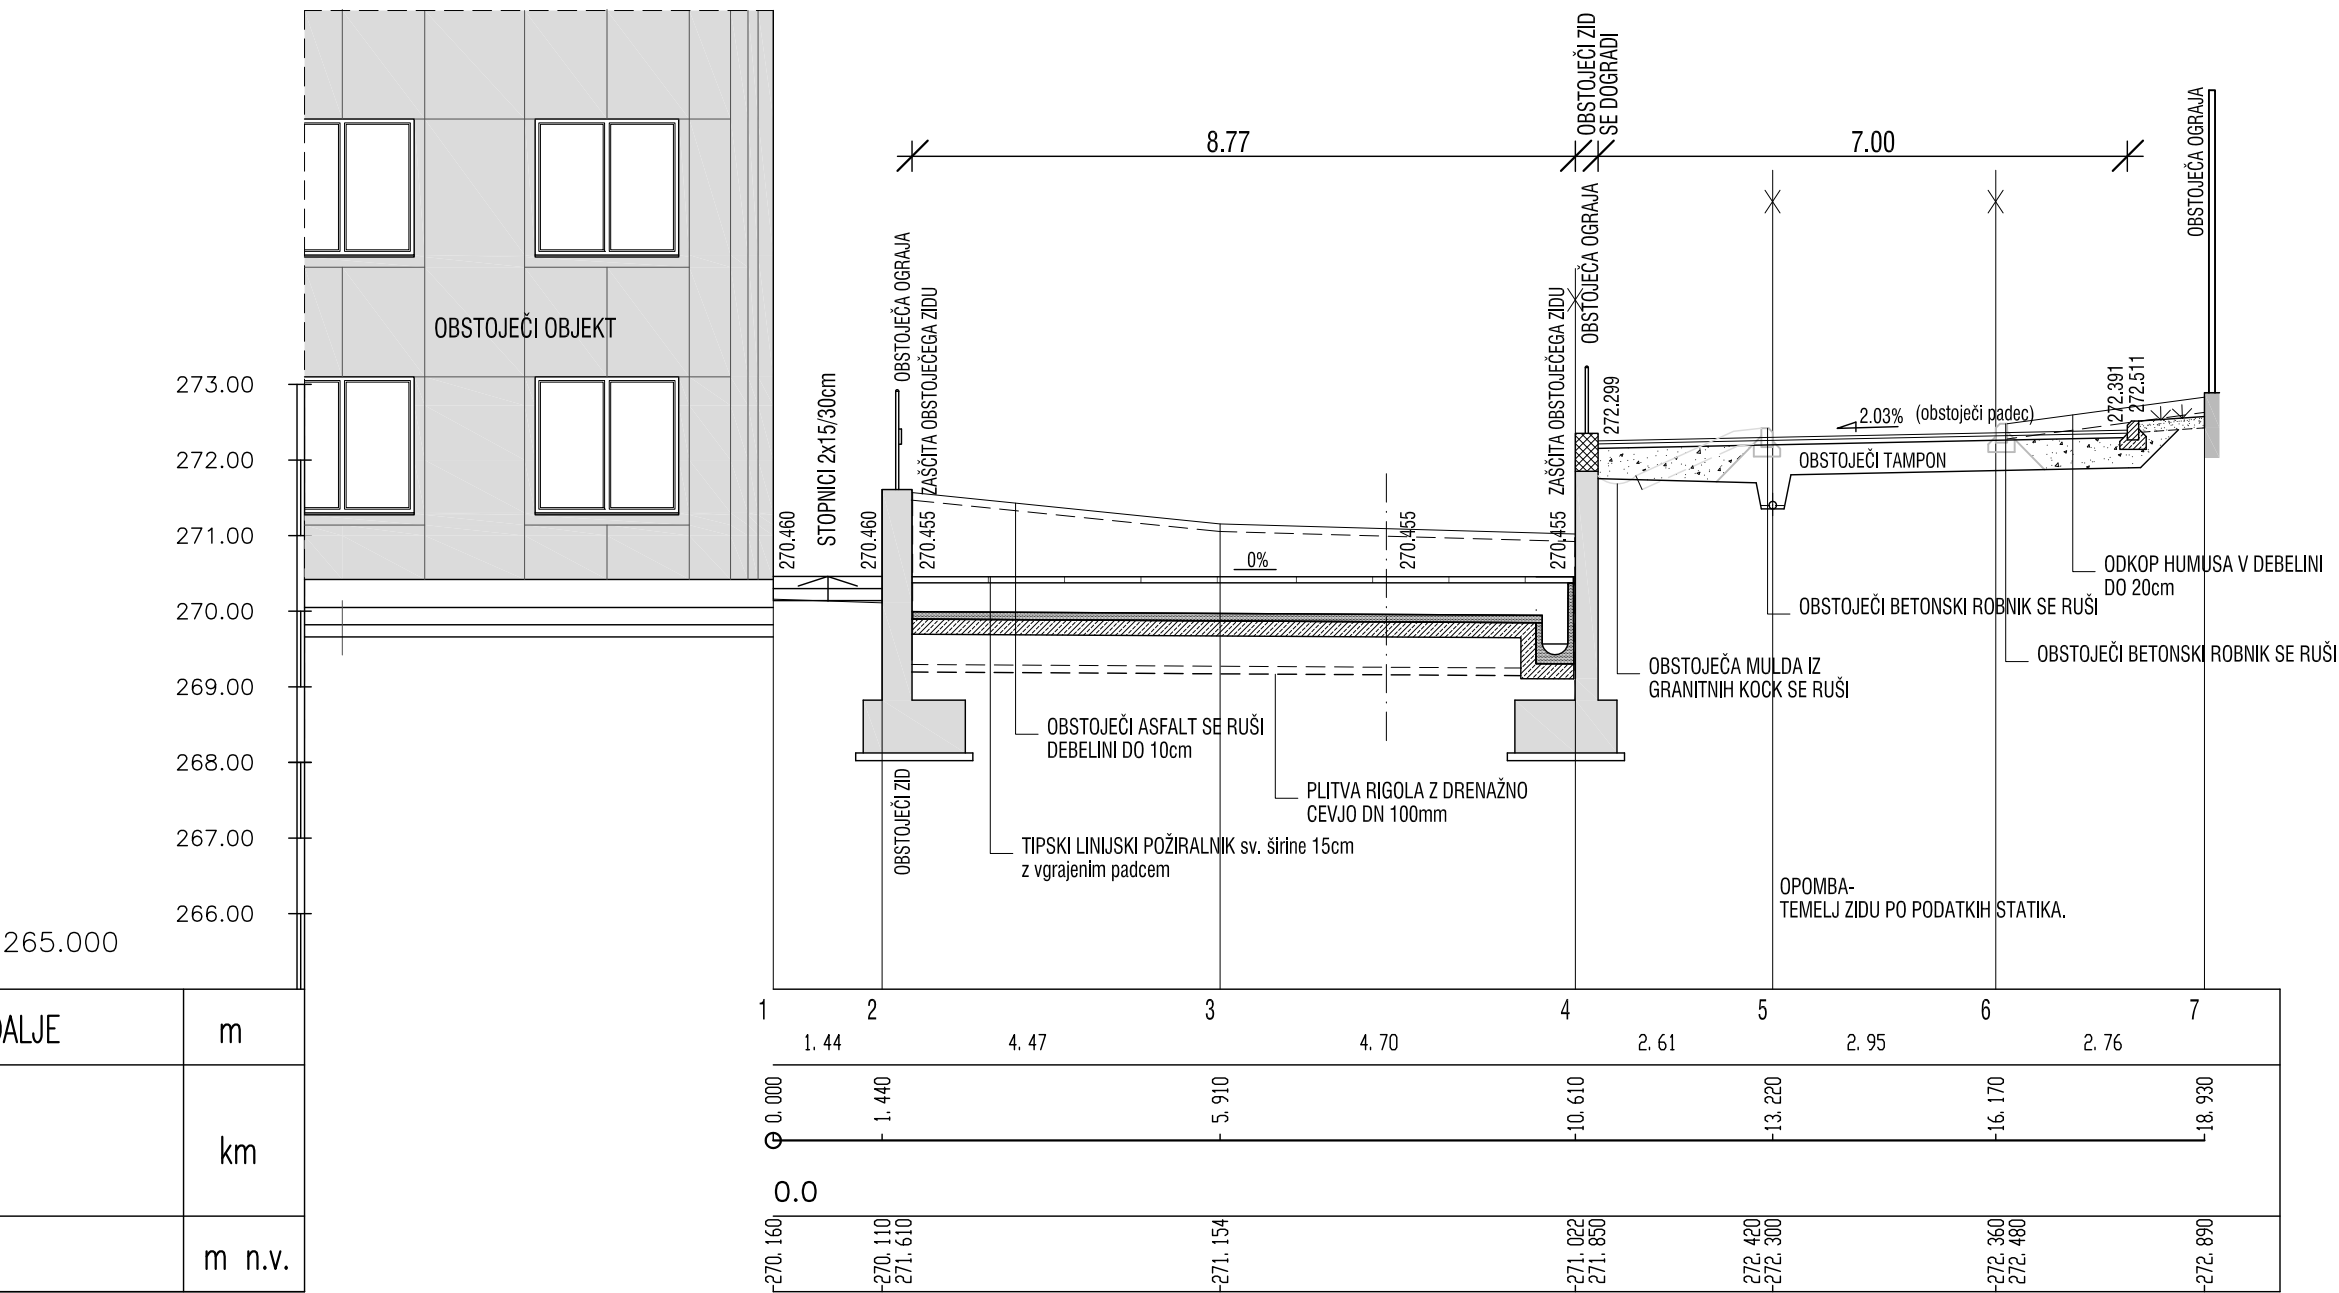 OBSTOJEČI ZID
SE DOGRADI
8.77
7.00
OBSTOJEČA OGRAJA
OBSTOJEČA OGRAJA
OBSTOJEČA OGRAJA
ZAŠČITA OBSTOJEČEGA ZIDU
ZAŠČITA OBSTOJEČEGA ZIDU
OBSTOJEČI OBJEKT
STOPNICI 2x15/30cm
273.00
272.00
271.00
270.00
269.00
268.00
267.00
266.00
265.000
270.460
270.460
270.455
0%
270.455
270.455
272.299
2.03% (obstoječi padec)
272.391
272.511
OBSTOJEČI TAMPON
ODKOP HUMUSA V DEBELINI
DO 20cm
OBSTOJEČI BETONSKI ROBNIK SE RUŠI
OBSTOJEČI BETONSKI ROBNIK SE RUŠI
OBSTOJEČA MULDA IZ
GRANITNIH KOCK SE RUŠI
OBSTOJEČI ASFALT SE RUŠI
DEBELINI DO 10cm
PLITVA RIGOLA Z DRENAŽNO
CEVJO DN 100mm
TIPSKI LINIJSKI POŽIRALNIK sv. širine 15cm
z vgrajenim padcem
OBSTOJEČI ZID
OPOMBA-
TEMELJ ZIDU PO PODATKIH STATIKA.
1 2 3 4 5 6 7
ALJE m
1.44 4.47 4.70 2.61 2.95 2.76
km
0.000 1.440 5.910 10.610 13.220 16.170 18.930
0.0
m n.v.
270.160 270.110 271.610 271.154 271.022 271.850 272.420 272.300 272.360 272.480 272.890